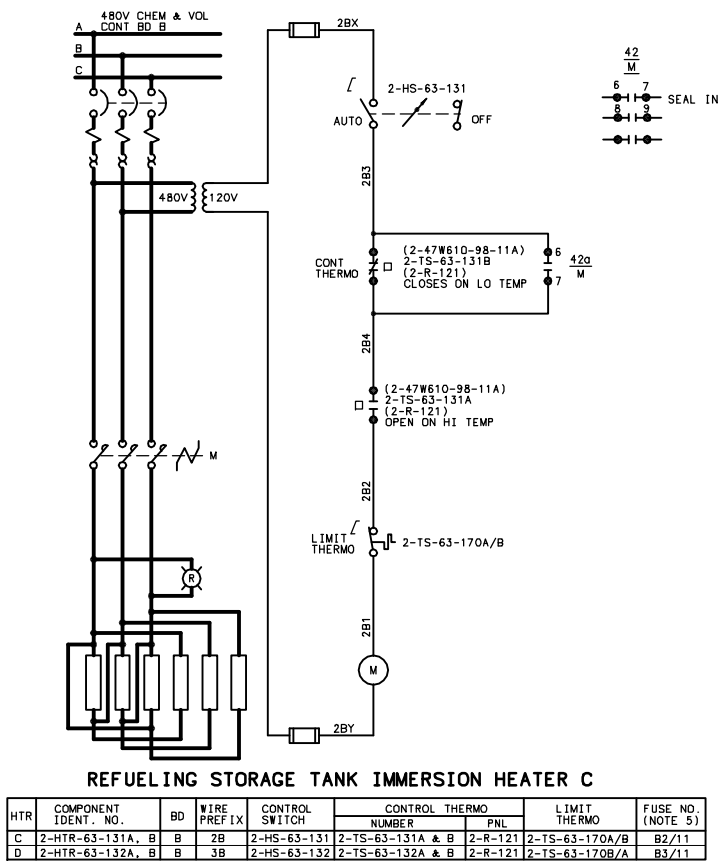 480V CHEM & VOL
CONT BD B
A
B
C
2BX
2-HS-63-131
AUTO
OFF
42
M
6 7
SEAL IN
8 9
480V
120V
2B3
CONT
THERMO
(2-47W610-98-11A)
2-TS-63-131B
(2-R-121)
CLOSES ON LO TEMP
6
7
42a
M
2B4
(2-47W610-98-11A)
2-TS-63-131A
(2-R-121)
OPEN ON HI TEMP
M
2B2
LIMIT
THERMO
2-TS-63-170A/B
R
2B1
M
2BY
REFUELING STORAGE TANK IMMERSION HEATER C
HTR COMPONENT IDENT. NO. BD WIRE PREFIX CONTROL SWITCH CONTROL THERMO NUMBER PNL LIMIT THERMO FUSE NO. (NOTE 5)
C 2-HTR-63-131A, B B 2B 2-HS-63-131 2-TS-63-131A & B 2-R-121 2-TS-63-170A/B B2/11
D 2-HTR-63-132A, B B 3B 2-HS-63-132 2-TS-63-132A & B 2-R-121 2-TS-63-170B/A B3/11